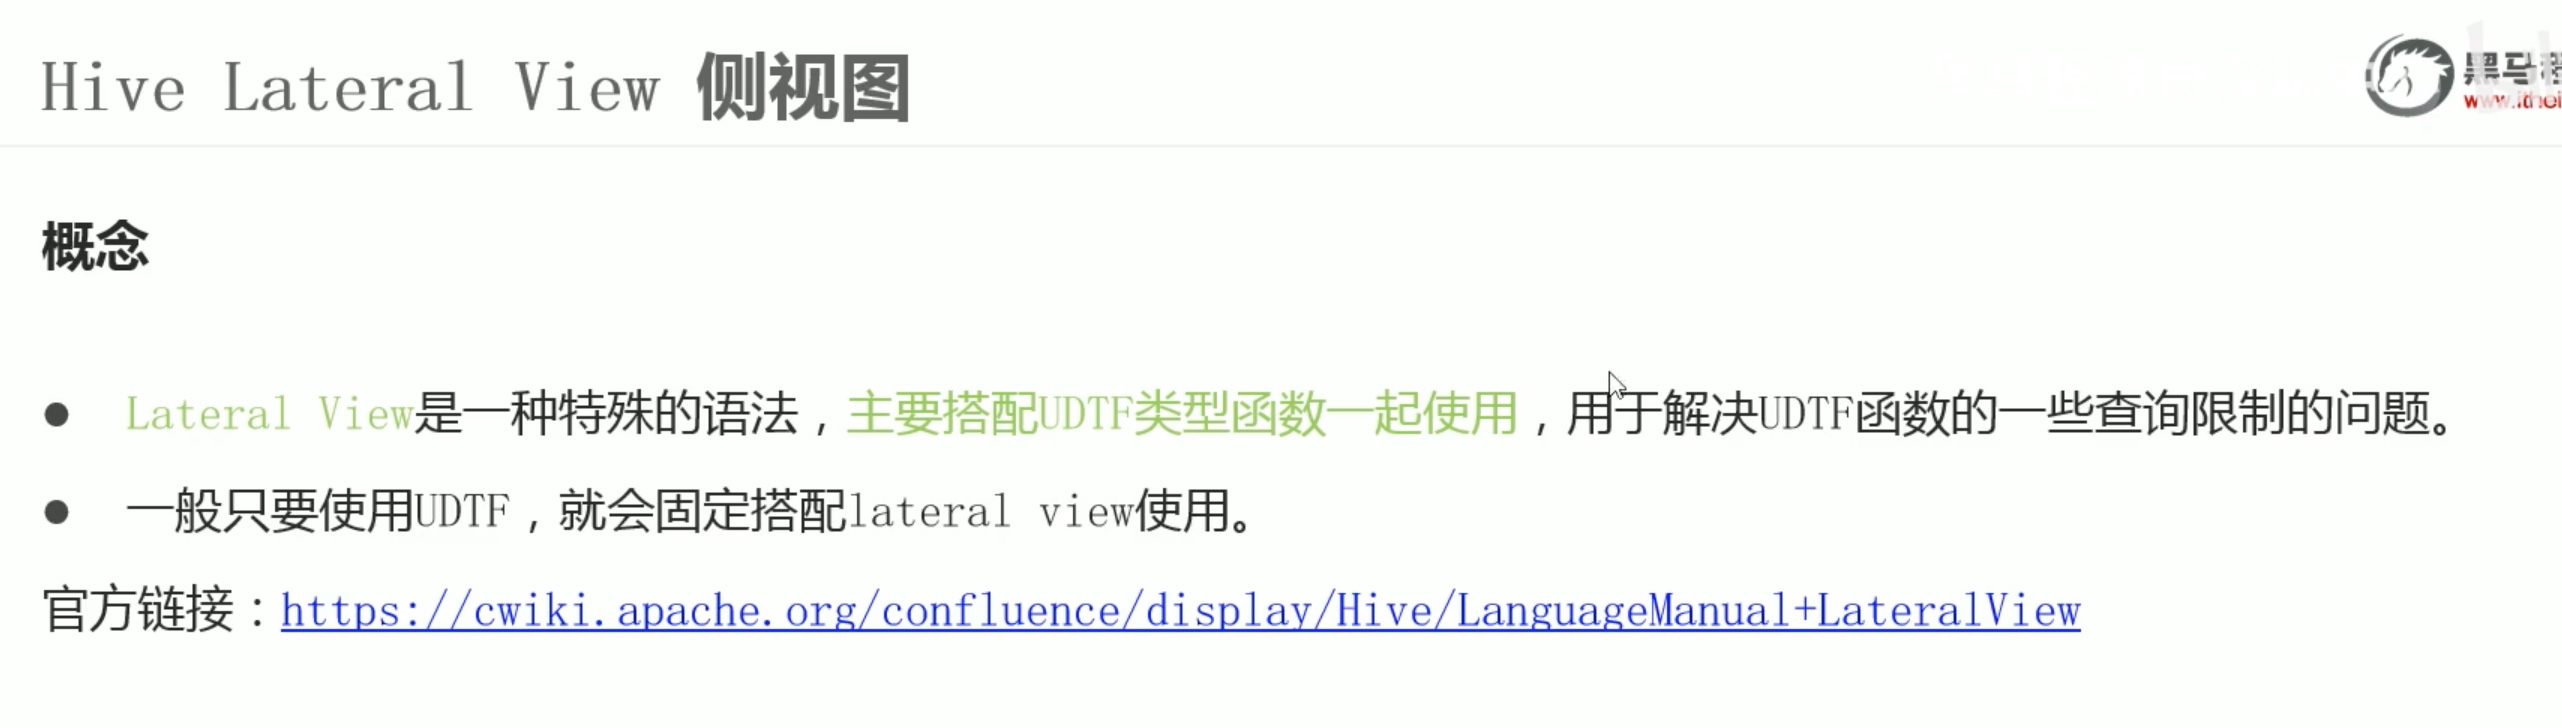 Hive Lateral View 侧视图
黑马
概念
● Lateral View是一种特殊的语法，主要搭配UDTF类型函数一起使用，用于解决UDTF函数的一些查询限制的问题。
● 一般只要使用UDTF，就会固定搭配lateral view使用。
官方链接：https://cwiki.apache.org/confluence/display/Hive/LanguageManual+LateralView